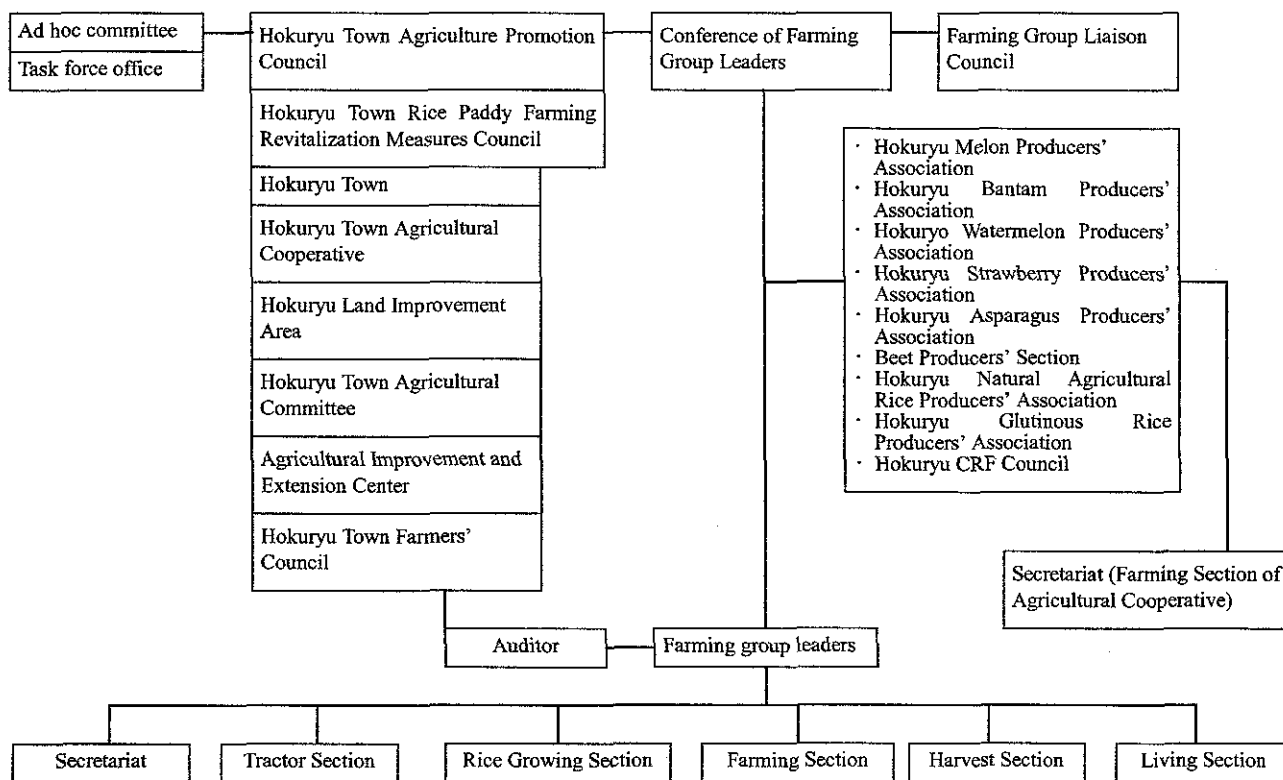 Ad hoc committee
Task force office
Hokuryu Town Agriculture Promotion
Council
Hokuryu Town Rice Paddy Farming
Revitalization Measures Council
Hokuryu Town
Hokuryu Town Agricultural
Cooperative
Hokuryu Land Improvement
Area
Hokuryu Town Agricultural
Committee
Agricultural Improvement and
Extension Center
Hokuryu Town Farmers'
Council
Conference of Farming
Group Leaders
Farming Group Liaison
Council
· Hokuryu Melon Producers'
Association
· Hokuryu Bantam Producers'
Association
· Hokuryo Watermelon Producers'
Association
· Hokuryu Strawberry Producers'
Association
· Hokuryu Asparagus Producers'
Association
· Beet Producers' Section
· Hokuryu Natural Agricultural
Rice Producers' Association
· Hokuryu Glutinous Rice
Producers' Association
· Hokuryu CRF Council
Secretariat (Farming Section of
Agricultural Cooperative)
Auditor
Farming group leaders
Secretariat
Tractor Section
Rice Growing Section
Farming Section
Harvest Section
Living Section